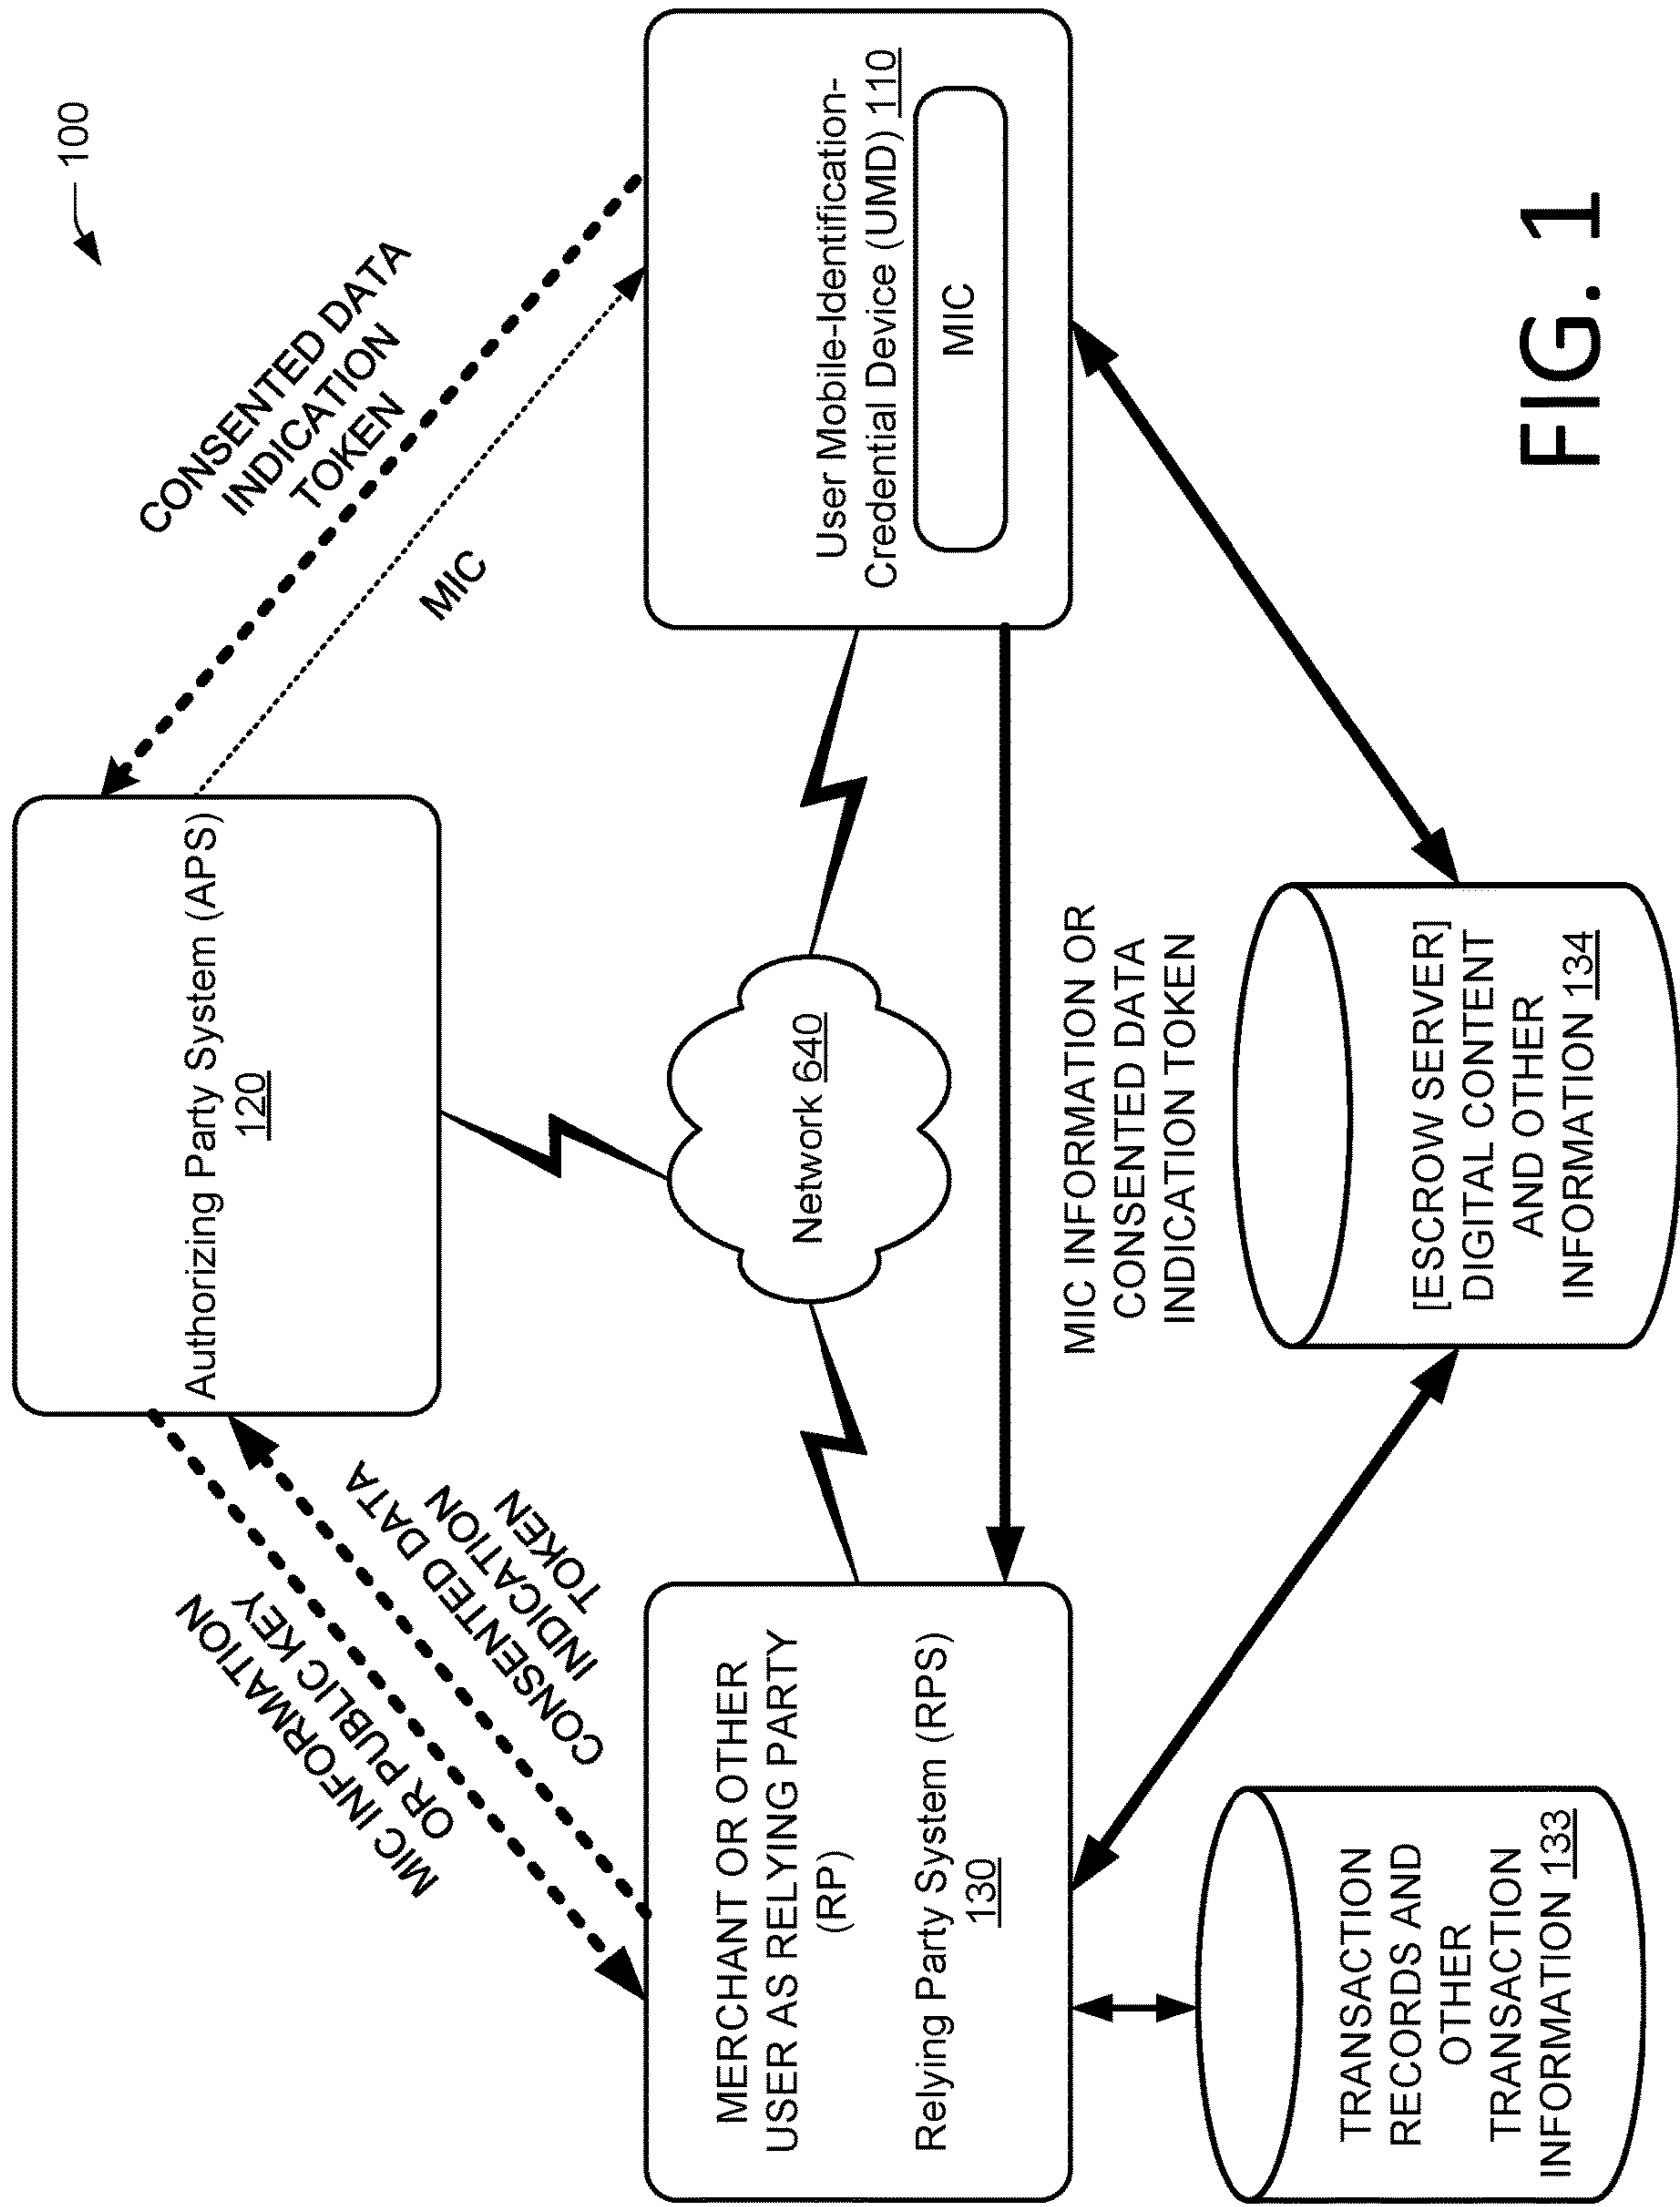 100
Authorizing Party System (APS)
120
MIC INFORMATION
OR PUBLIC KEY
CONSENTED DATA
INDICATION
TOKEN
CONSENTED DATA
INDICATION
TOKEN
MIC
MERCHANT OR OTHER
USER AS RELYING PARTY
(RP)
Relying Party System (RPS)
130
Network 640
User Mobile-Identification-
Credential Device (UMD) 110
MIC
MIC INFORMATION OR
CONSENTED DATA
INDICATION TOKEN
TRANSACTION
RECORDS AND
OTHER
TRANSACTION
INFORMATION 133
[ESCROW SERVER]
DIGITAL CONTENT
AND OTHER
INFORMATION 134
FIG. 1